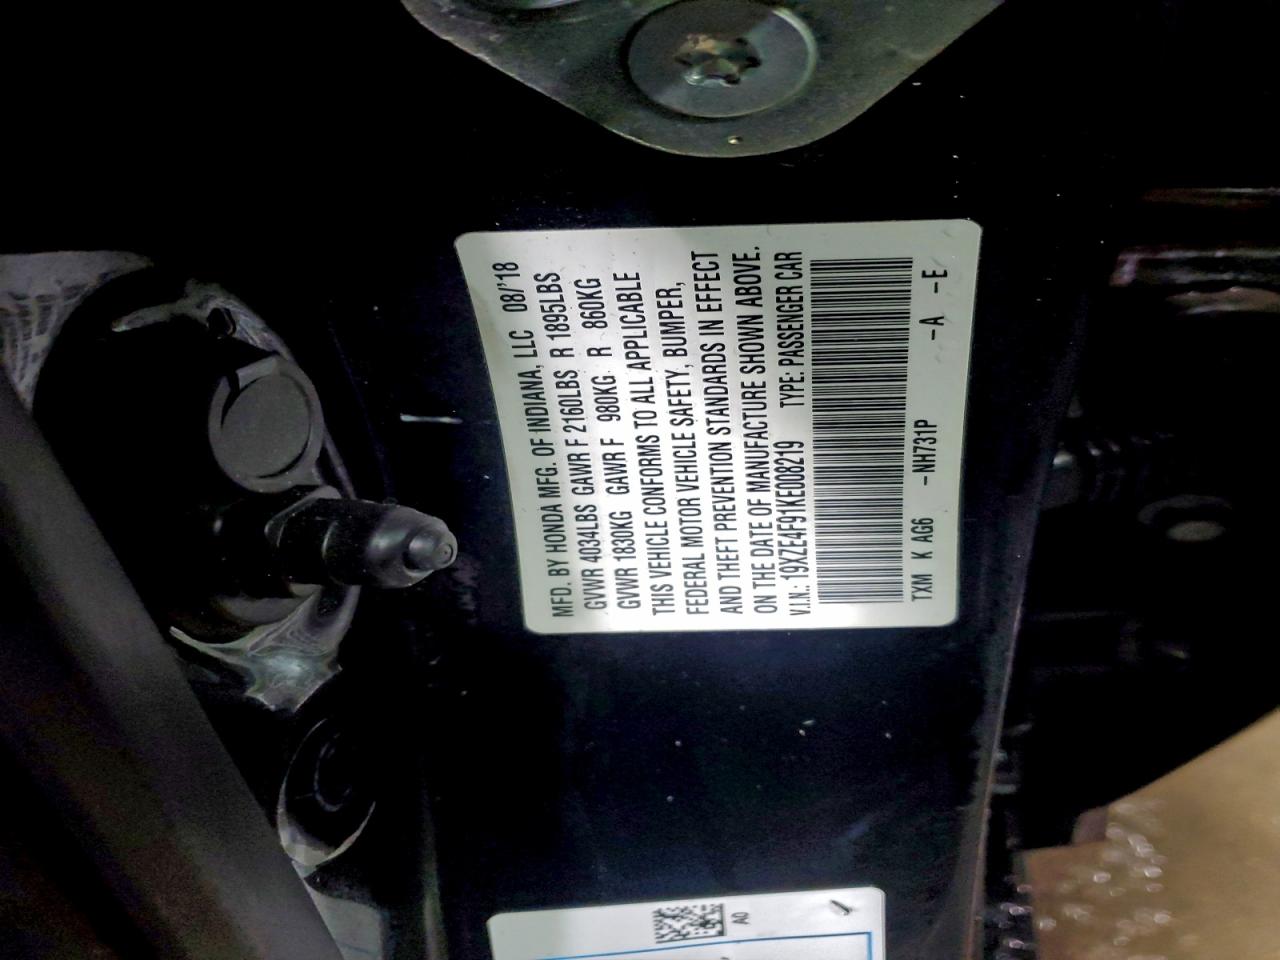 MFD. BY HONDA MFG. OF INDIANA, LLC 08/'18
GVWR 4034LBS GAWR F 2160LBS R 1895LBS
GVWR 1830KG GAWR F 980KG R 860KG
THIS VEHICLE CONFORMS TO ALL APPLICABLE
FEDERAL MOTOR VEHICLE SAFETY, BUMPER,
AND THEFT PREVENTION STANDARDS IN EFFECT
ON THE DATE OF MANUFACTURE SHOWN ABOVE.
V.I.N.: 19XZE4F91KE008219 TYPE: PASSENGER CAR
TXM K AG6 -NH731P -A -E
A0